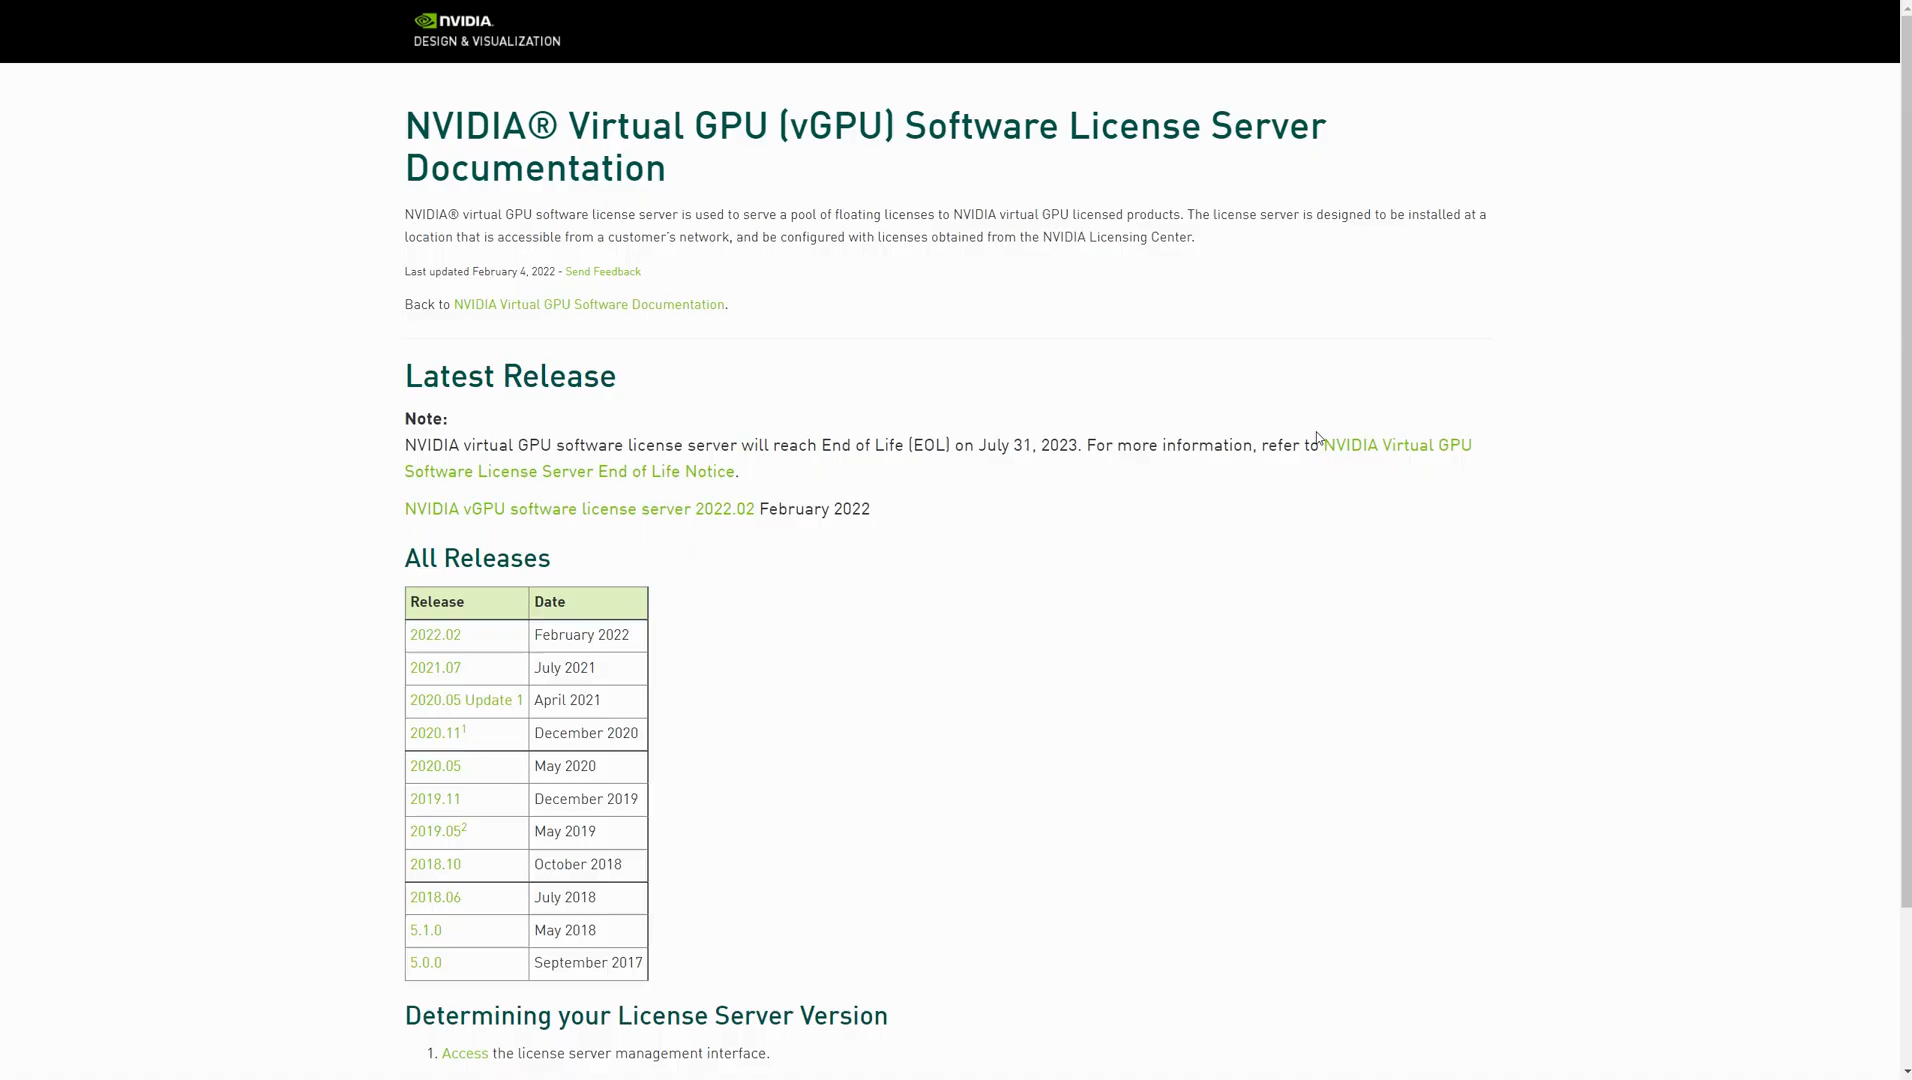 NVIDIA.
DESIGN & VISUALIZATION
NVIDIA® Virtual GPU (vGPU) Software License Server
Documentation
NVIDIA® virtual GPU software license server is used to serve a pool of floating licenses to NVIDIA virtual GPU licensed products. The license server is designed to be installed at a
location that is accessible from a customer's network, and be configured with licenses obtained from the NVIDIA Licensing Center.
Last updated February 4, 2022 - Send Feedback
Back to NVIDIA Virtual GPU Software Documentation.
Latest Release
Note:
NVIDIA virtual GPU software license server will reach End of Life (EOL) on July 31, 2023. For more information, refer to NVIDIA Virtual GPU
Software License Server End of Life Notice.
NVIDIA vGPU software license server 2022.02 February 2022
All Releases
Release Date
2022.02 February 2022
2021.07 July 2021
2020.05 Update 1 April 2021
2020.11¹ December 2020
2020.05 May 2020
2019.11 December 2019
2019.05² May 2019
2018.10 October 2018
2018.06 July 2018
5.1.0 May 2018
5.0.0 September 2017
Determining your License Server Version
1. Access the license server management interface.